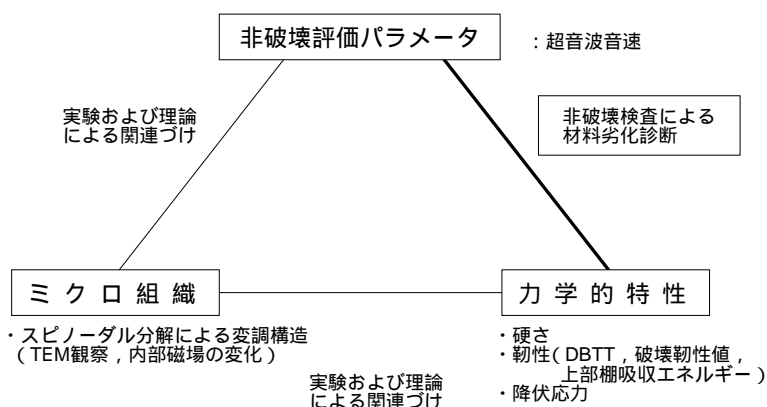 非破壊評価パラメータ
:超音波音速
実験および理論
による関連づけ
非破壊検査による
材料劣化診断
ミクロ組織
力学的特性
・スピノーダル分解による変調構造
(TEM観察,内部磁場の変化)
・硬さ
・靭性(DBTT,破壊靭性値,
上部棚吸収エネルギー)
・降伏応力
実験および理論
による関連づけ